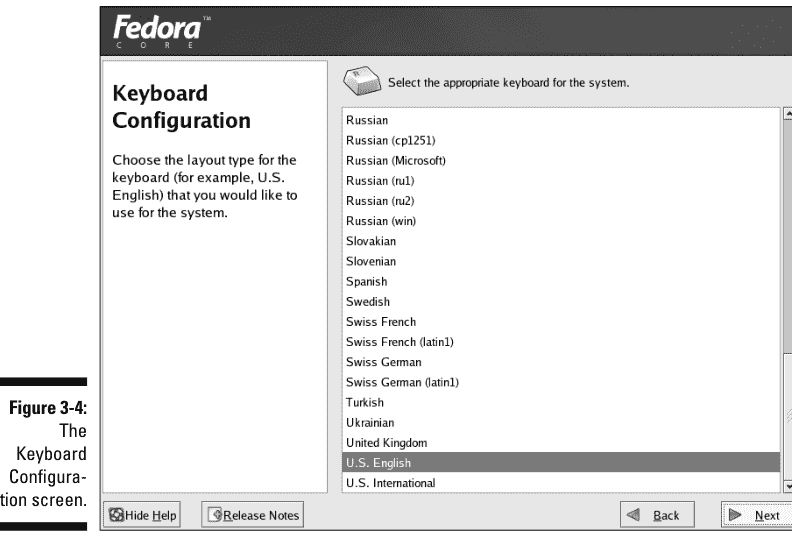 Fedora™
CORE
Keyboard
Configuration
Choose the layout type for the
keyboard (for example, U.S.
English) that you would like to
use for the system.
Select the appropriate keyboard for the system.
Russian
Russian (cp1251)
Russian (Microsoft)
Russian (ru1)
Russian (ru2)
Russian (win)
Slovakian
Slovenian
Spanish
Swedish
Swiss French
Swiss French (latin1)
Swiss German
Swiss German (latin1)
Turkish
Ukrainian
United Kingdom
U.S. English
U.S. International
Hide Help
Release Notes
Back
Next
Figure 3-4:
The
Keyboard
Configura-
tion screen.